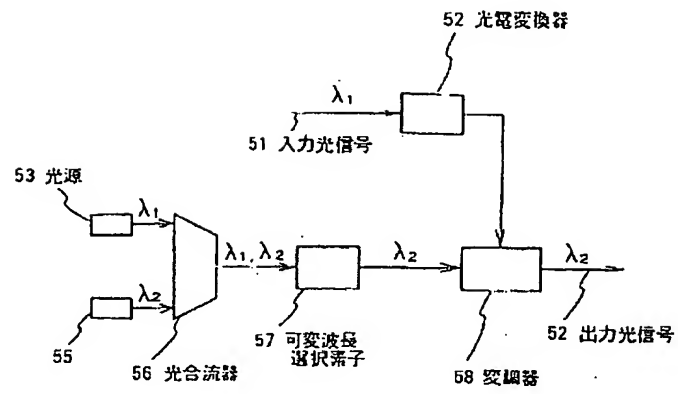 52 光電変換器
λ1
51 入力光信号
53 光源
λ1
λ1, λ2
λ2
λ2
λ2
55
56 光合流器
57 可変波長
選択素子
58 変調器
52 出力光信号